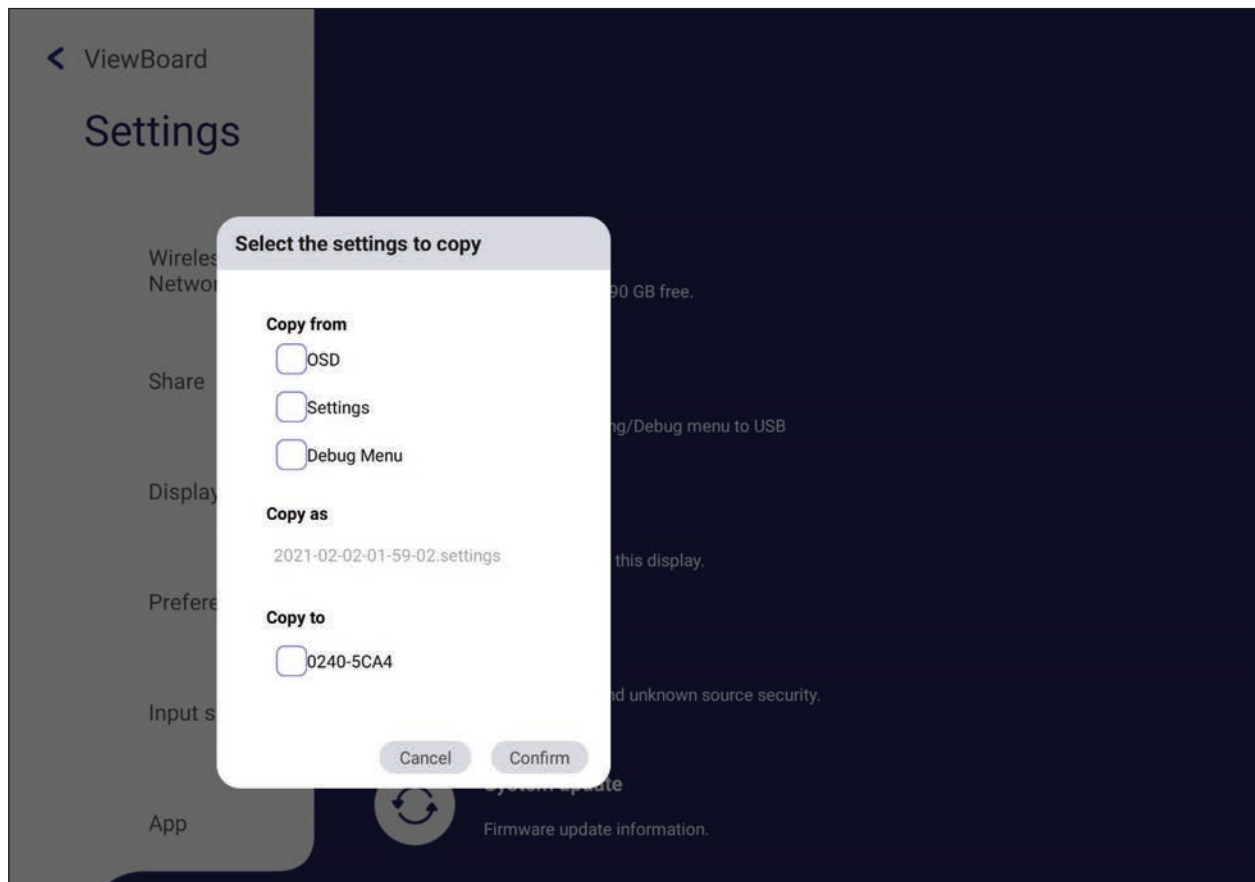 ViewBoard
Settings
Select the settings to copy
Copy from
OSD
Settings
Debug Menu
Copy as
2021-02-02-01-59-02.settings
Copy to
0240-5CA4
Cancel
Confirm
Share
Display
App
90 GB free.
/Debug menu to USB
this display.
unknown source security.
Firmware update information.